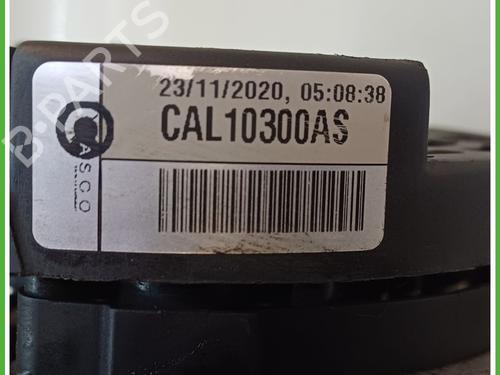 23/11/2020, 05:08:38
CAL10300AS
CASCO
B-PARTS